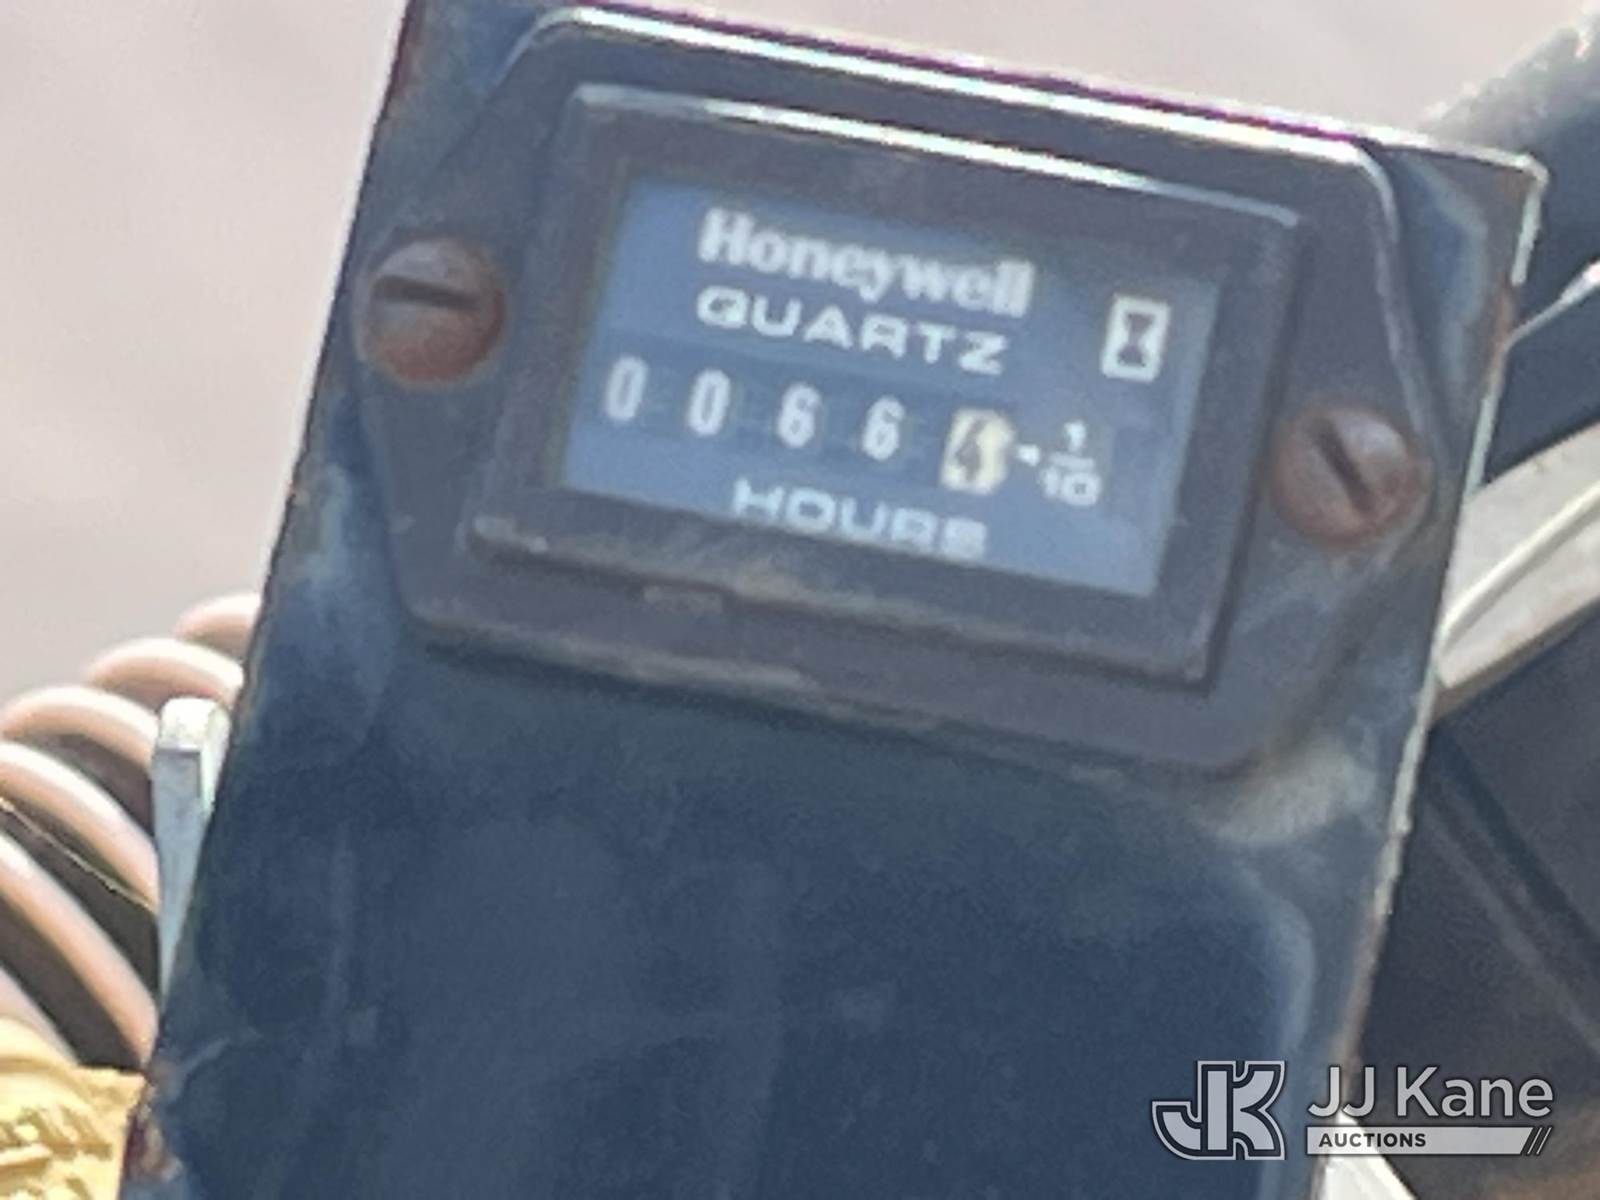 Honeywell
QUARTZ
0 0 6 6 4 - 1/10
HOURS
JJ Kane
AUCTIONS